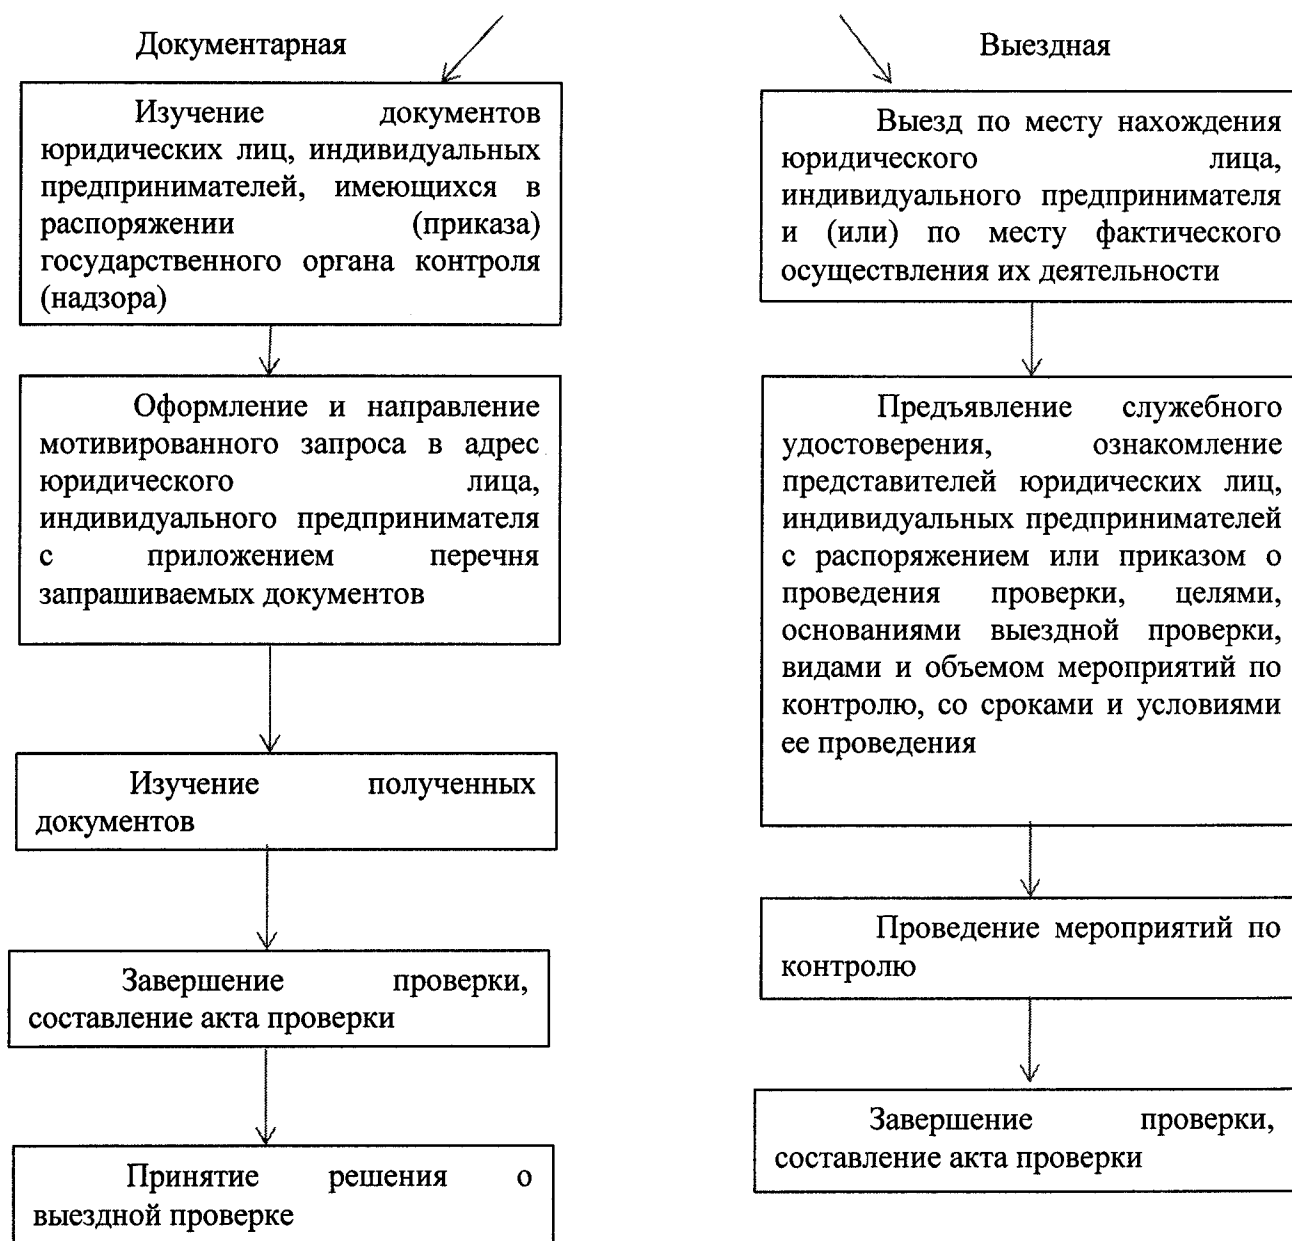 Документарная
Изучение документов
юридических лиц, индивидуальных
предпринимателей, имеющихся в
распоряжении (приказа)
государственного органа контроля
(надзора)
Оформление и направление
мотивированного запроса в адрес
юридического лица,
индивидуального предпринимателя
с приложением перечня
запрашиваемых документов
Изучение полученных
документов
Завершение проверки,
составление акта проверки
Принятие решения о
выездной проверке
Выездная
Выезд по месту нахождения
юридического лица,
индивидуального предпринимателя
и (или) по месту фактического
осуществления их деятельности
Предъявление служебного
удостоверения, ознакомление
представителей юридических лиц,
индивидуальных предпринимателей
с распоряжением или приказом о
проведения проверки, целями,
основаниями выездной проверки,
видами и объемом мероприятий по
контролю, со сроками и условиями
ее проведения
Проведение мероприятий по
контролю
Завершение проверки,
составление акта проверки